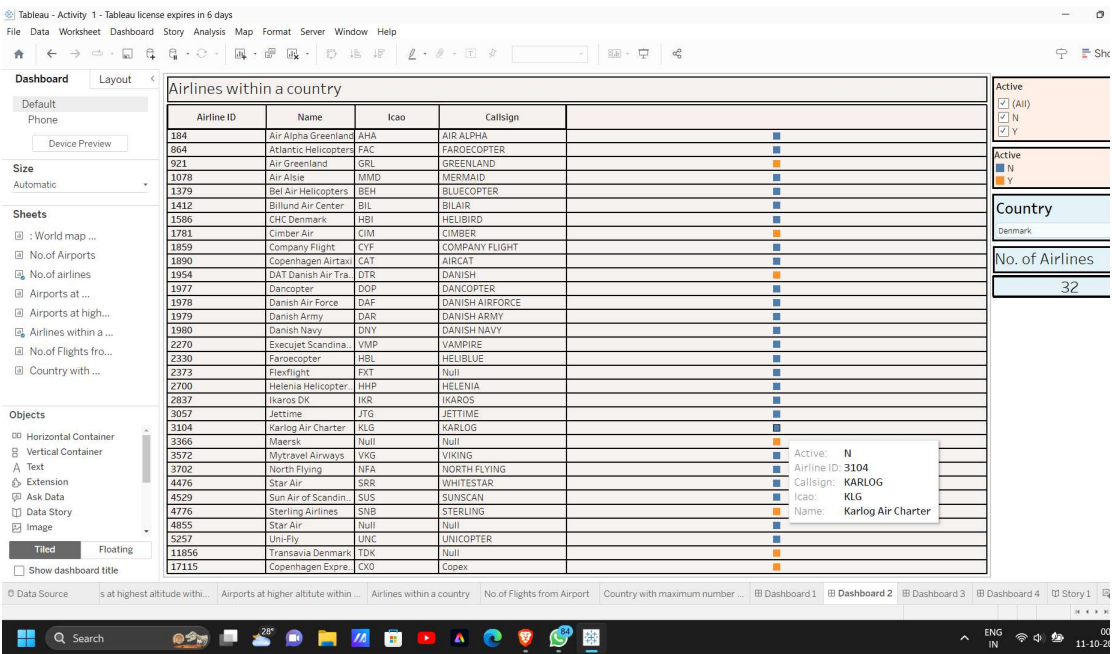 Tableau - Activity 1 - Tableau license expires in 6 days
File Data Worksheet Dashboard Story Analysis Map Format Server Window Help
Dashboard Layout
Default
Phone
Device Preview
Size
Automatic
Sheets
: World map ...
No.of Airports
No.of airlines
Airports at ...
Airports at high...
Airlines within a ...
No.of Flights fro...
Country with ...
Objects
Horizontal Container
Vertical Container
Text
Extension
Ask Data
Data Story
Image
Tiled Floating
Show dashboard title
Airlines within a country
Airline ID Name Icao Callsign
184 Air Alpha Greenland AHA AIR ALPHA
864 Atlantic Helicopters FAC FAROECOPTER
921 Air Greenland GRL GREENLAND
1078 Air Alsie MMD MERMAID
1379 Bel Air Helicopters BEH BLUECOPTER
1412 Billund Air Center BIL BILAIR
1586 CHC Denmark HBI HELIBIRD
1781 Cimber Air CIM CIMBER
1859 Company Flight CYF COMPANY FLIGHT
1890 Copenhagen Airtaxi CAT AIRCAT
1954 DAT Danish Air Tra.. DTR DANISH
1977 Dancopter DOP DANCOPTER
1978 Danish Air Force DAF DANISH AIRFORCE
1979 Danish Army DAR DANISH ARMY
1980 Danish Navy DNY DANISH NAVY
2270 Execujet Scandina.. VMP VAMPIRE
2330 Faroecopter HBL HELIBLUE
2373 Flexflight FXT Null
2700 Helenia Helicopter.. HHP HELENIA
2837 Ikaros DK IKR IKAROS
3057 Jettime JTG JETTIME
3104 Karlog Air Charter KLG KARLOG
3366 Maersk Null Null
3572 Mytravel Airways VKG VIKING
3702 North Flying NFA NORTH FLYING
4476 Star Air SRR WHITESTAR
4529 Sun Air of Scandin.. SUS SUNSCAN
4776 Sterling Airlines SNB STERLING
4855 Star Air Null Null
5257 Uni-Fly UNC UNICOPTER
11856 Transavia Denmark TDK Null
17115 Copenhagen Expre.. CX0 Copex
Active: N
Airline ID: 3104
Callsign: KARLOG
Icao: KLG
Name: Karlog Air Charter
Sho
Active
(All)
N
Y
Active
N
Y
Country
Denmark
No. of Airlines
32
Data Source s at highest altitude withi... Airports at higher altitute within ... Airlines within a country No.of Flights from Airport Country with maximum number ... Dashboard 1 Dashboard 2 Dashboard 3 Dashboard 4 Story 1
Search 28° 84 ENG IN 00
11-10-20